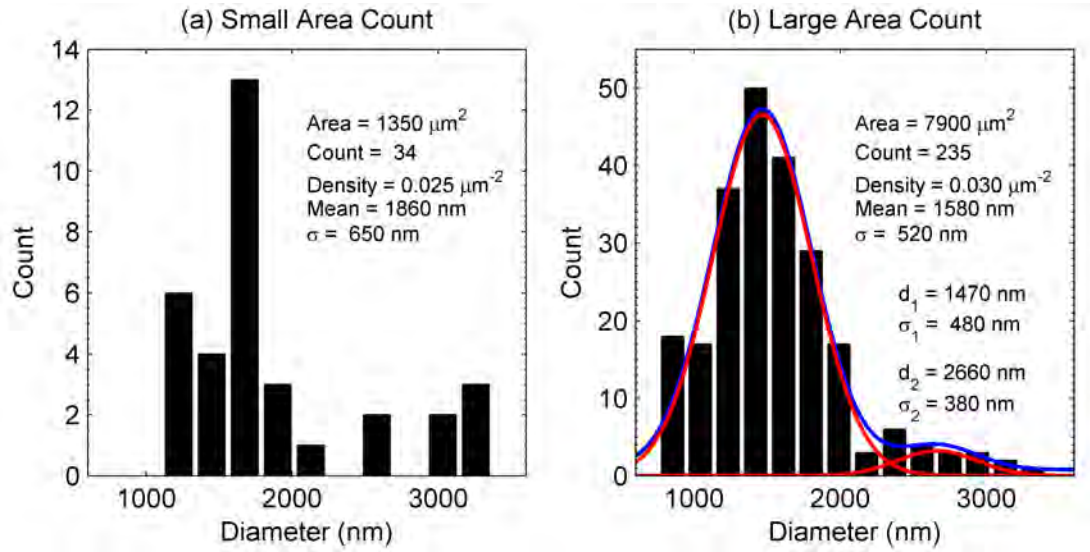 (a) Small Area Count
14
12
10
8
6
4
2
0
Count
1000
2000
3000
Diameter (nm)
Area = 1350 μm²
Count = 34
Density = 0.025 μm⁻²
Mean = 1860 nm
σ = 650 nm
(b) Large Area Count
50
40
30
20
10
0
Count
1000
2000
3000
Diameter (nm)
Area = 7900 μm²
Count = 235
Density = 0.030 μm⁻²
Mean = 1580 nm
σ = 520 nm
d₁ = 1470 nm
σ₁ = 480 nm
d₂ = 2660 nm
σ₂ = 380 nm